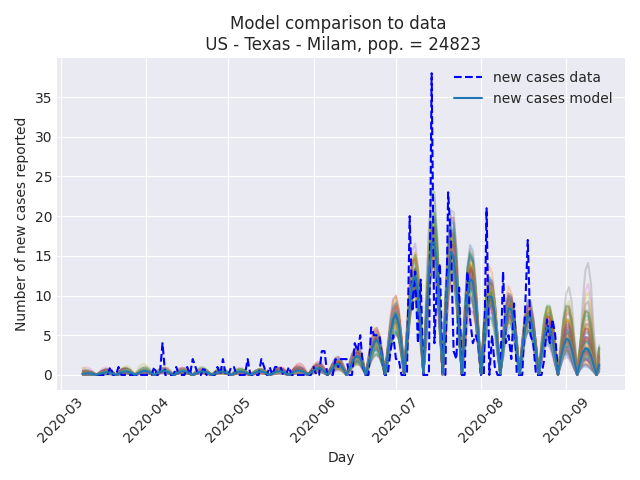 Model comparison to data
US - Texas - Milam, pop. = 24823
new cases data
new cases model
Number of new cases reported
35
30
25
20
15
10
5
0
2020-03
2020-04
2020-05
2020-06
2020-07
2020-08
2020-09
Day